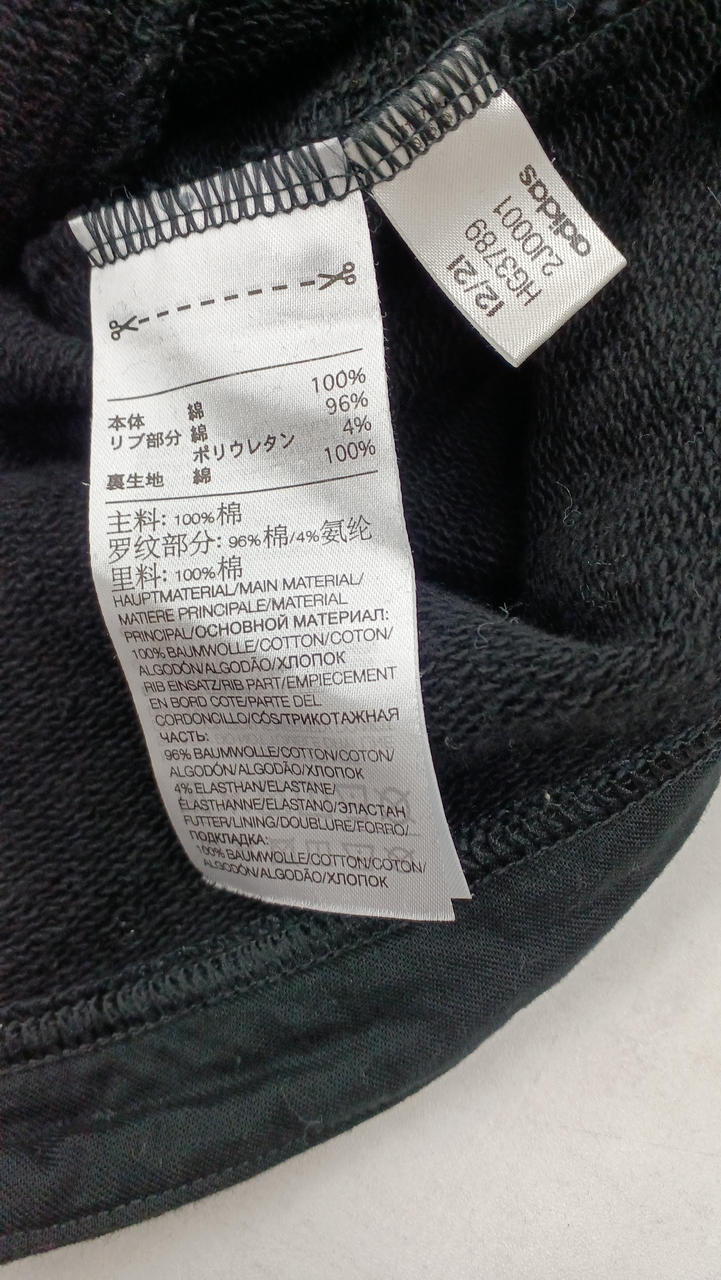 本体 綿 100%
リブ部分 綿 96%
ポリウレタン 4%
裏生地 綿 100%
主料: 100%棉
罗纹部分: 96%棉/4%氨纶
里料: 100%棉
HAUPTMATERIAL/MAIN MATERIAL/
MATIERE PRINCIPALE/MATERIAL
PRINCIPAL/ОСНОВНОЙ МАТЕРИАЛ:
100% BAUMWOLLE/COTTON/COTON/
ALGODÓN/ALGODÃO/ХЛОПОК
RIB EINSATZ/RIB PART/EMPIECEMENT
EN BORD COTE/PARTE DEL
CORDONCILLO/CÓS/ТРИКОТАЖНАЯ
ЧАСТЬ:
96% BAUMWOLLE/COTTON/COTON/
ALGODÓN/ALGODÃO/ХЛОПОК
4% ELASTHAN/ELASTANE/
ÉLASTHANNE/ELASTANO/ЭЛАСТАН
FUTTER/LINING/DOUBLURE/FORRO/
ПОДКЛАДКА:
100% BAUMWOLLE/COTTON/COTON/
ALGODÓN/ALGODÃO/ХЛОПОК
12/21
HG3789
2J0001
adidas